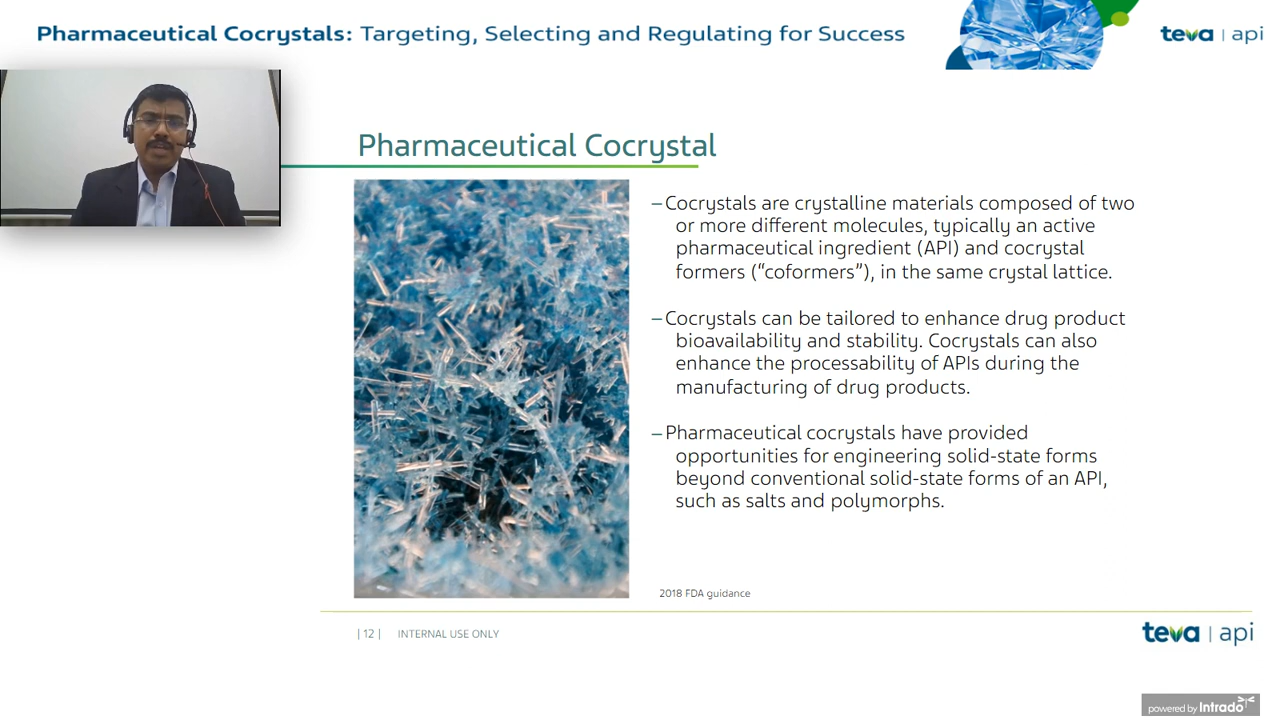 Pharmaceutical Cocrystals: Targeting, Selecting and Regulating for Success
teva | api
Pharmaceutical Cocrystal
– Cocrystals are crystalline materials composed of two
or more different molecules, typically an active
pharmaceutical ingredient (API) and cocrystal
formers (“coformers”), in the same crystal lattice.
– Cocrystals can be tailored to enhance drug product
bioavailability and stability. Cocrystals can also
enhance the processability of APIs during the
manufacturing of drug products.
– Pharmaceutical cocrystals have provided
opportunities for engineering solid-state forms
beyond conventional solid-state forms of an API,
such as salts and polymorphs.
2018 FDA guidance
| 12 | INTERNAL USE ONLY
teva | api
powered by Intrado